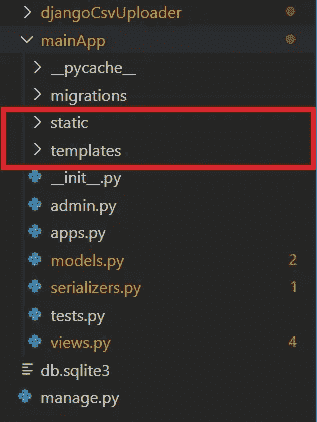 djangoCsvUploader
mainApp
__pycache__
migrations
static
templates
__init__.py
admin.py
apps.py
models.py 2
serializers.py 1
tests.py
views.py 4
db.sqlite3
manage.py